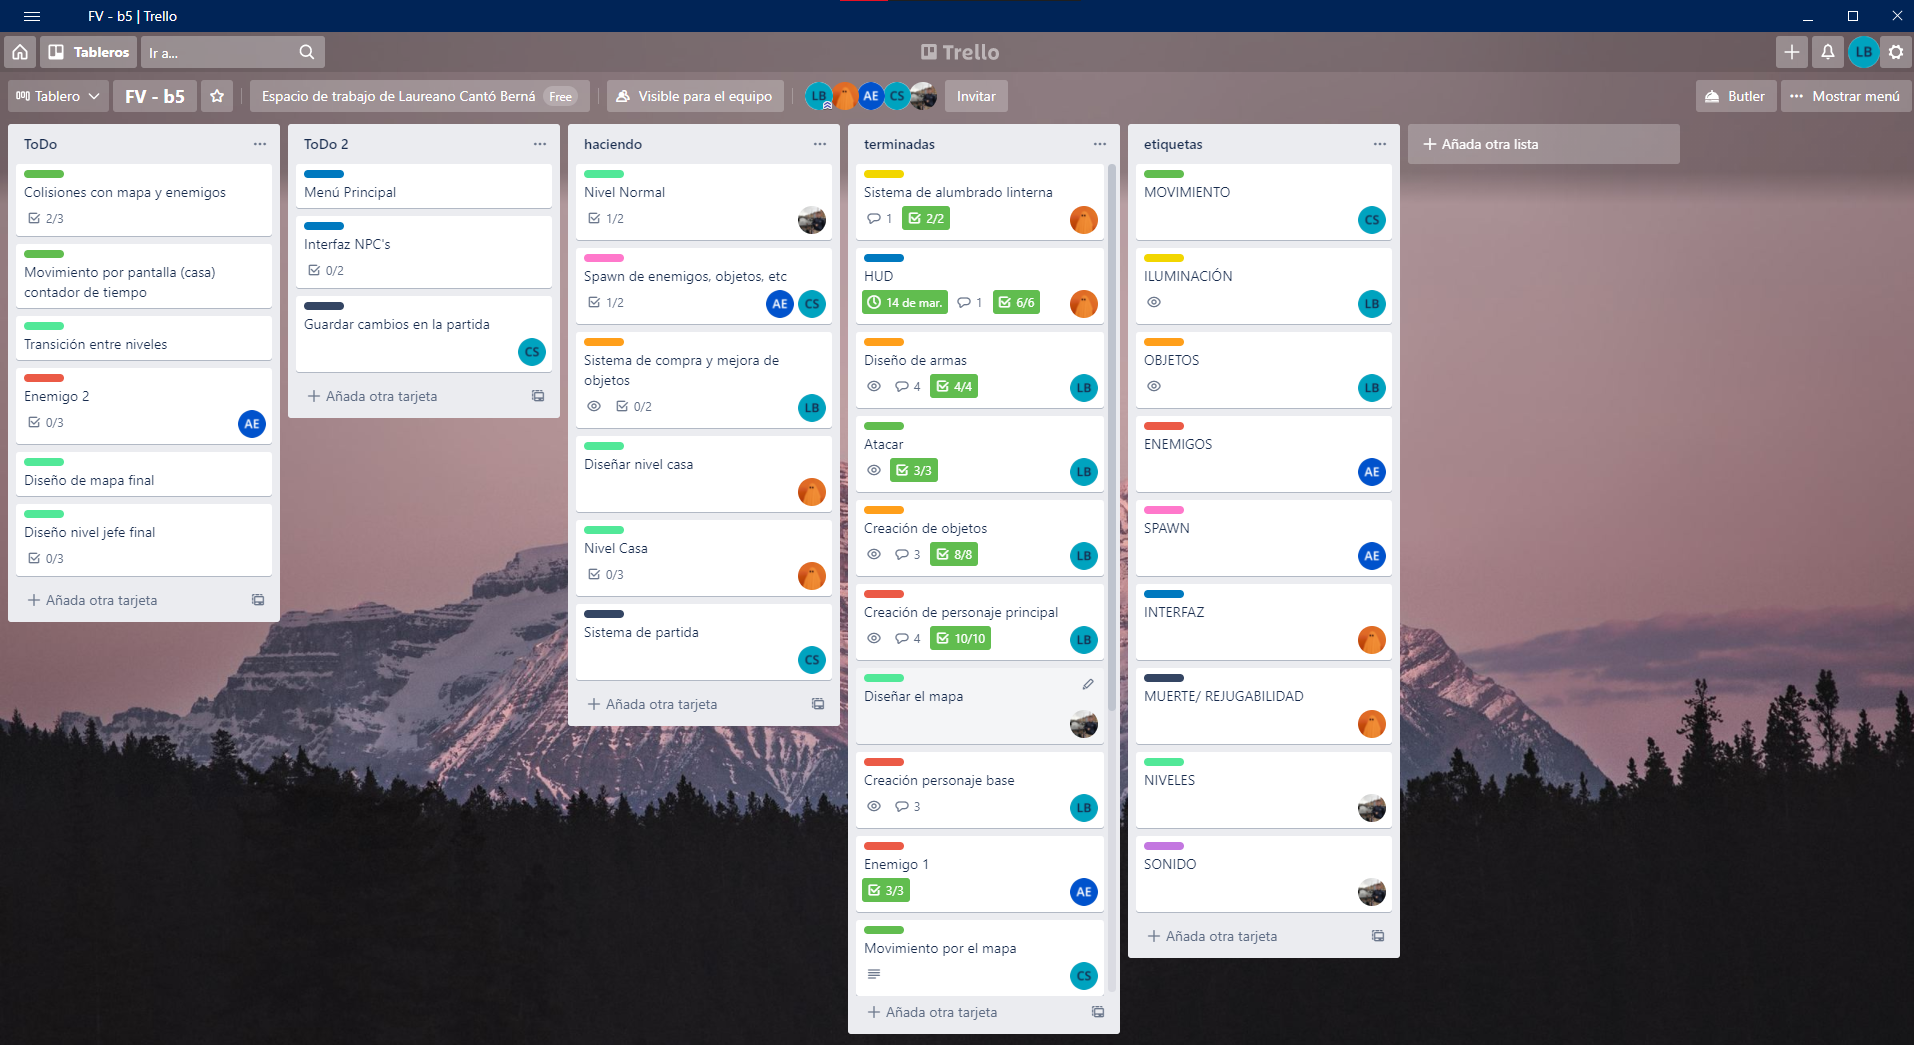 FV - b5 | Trello
Tableros
Ir a...
Trello
LB
Tablero
FV - b5
Espacio de trabajo de Laureano Cantó Berná Free
Visible para el equipo
LB AE CS
Invitar
Butler
Mostrar menú
ToDo
Colisiones con mapa y enemigos
2/3
Movimiento por pantalla (casa)
contador de tiempo
Transición entre niveles
Enemigo 2
0/3
AE
Diseño de mapa final
Diseño nivel jefe final
0/3
Añada otra tarjeta
ToDo 2
Menú Principal
Interfaz NPC's
0/2
Guardar cambios en la partida
CS
Añada otra tarjeta
haciendo
Nivel Normal
1/2
Spawn de enemigos, objetos, etc
1/2
AE CS
Sistema de compra y mejora de
objetos
0/2
LB
Diseñar nivel casa
Nivel Casa
0/3
Sistema de partida
CS
Añada otra tarjeta
terminadas
Sistema de alumbrado linterna
1 2/2
HUD
14 de mar. 1 6/6
Diseño de armas
4 4/4
LB
Atacar
3/3
LB
Creación de objetos
3 8/8
LB
Creación de personaje principal
4 10/10
LB
Diseñar el mapa
Creación personaje base
3
LB
Enemigo 1
3/3
AE
Movimiento por el mapa
CS
Añada otra tarjeta
etiquetas
MOVIMIENTO
CS
ILUMINACIÓN
LB
OBJETOS
LB
ENEMIGOS
AE
SPAWN
AE
INTERFAZ
MUERTE/ REJUGABILIDAD
NIVELES
SONIDO
Añada otra tarjeta
Añada otra lista